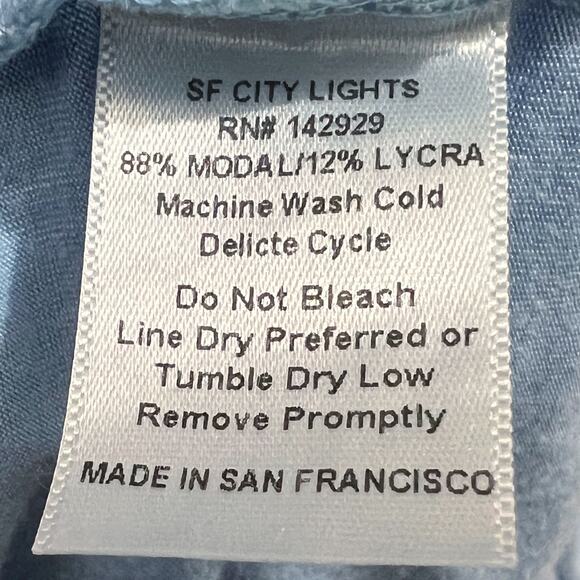 SF CITY LIGHTS
RN# 142929
88% MODAL/12% LYCRA
Machine Wash Cold
Delicte Cycle
Do Not Bleach
Line Dry Preferred or
Tumble Dry Low
Remove Promptly
MADE IN SAN FRANCISCO